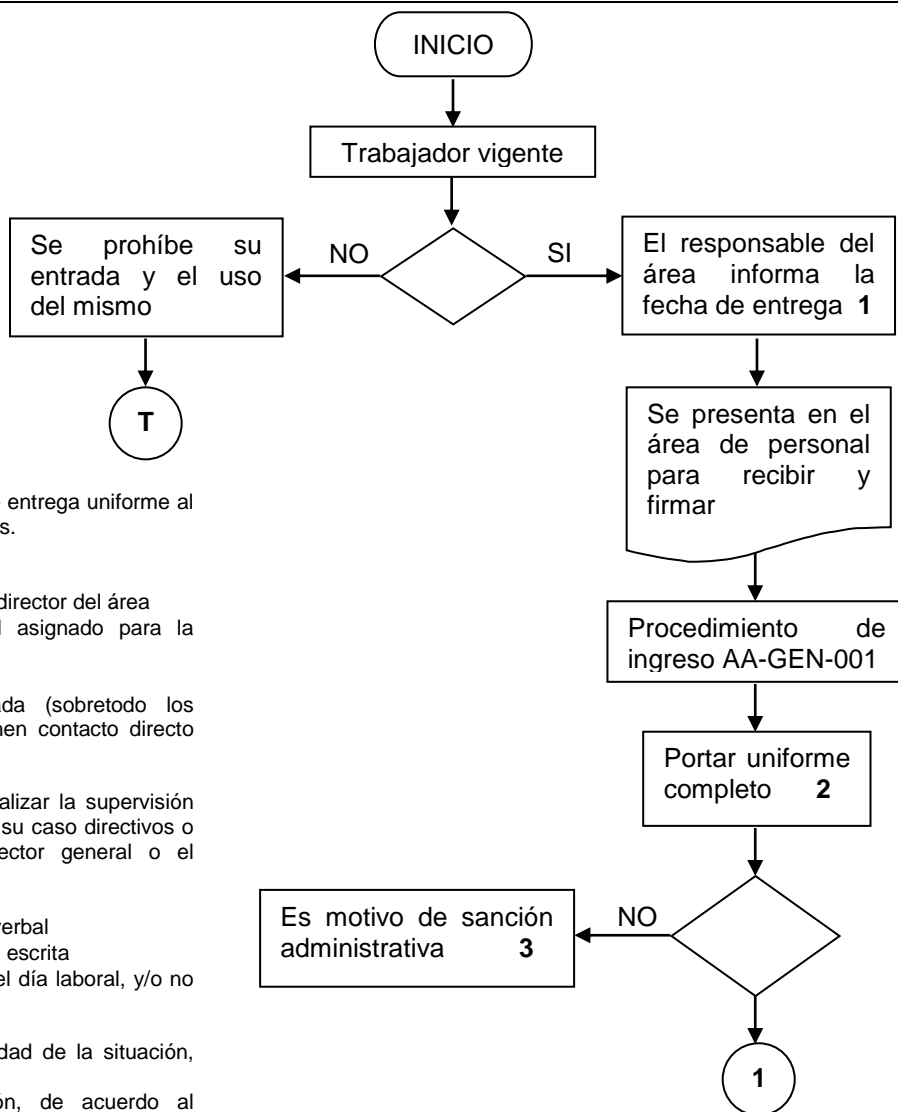 INICIO
Trabajador vigente
Se prohíbe su
entrada y el uso
del mismo
NO
SI
El responsable del
área informa la
fecha de entrega 1
T
Se presenta en el
área de personal
para recibir y
firmar
Procedimiento de
ingreso AA-GEN-001
Portar uniforme
completo 2
Es motivo de sanción
administrativa 3
NO
1
entrega uniforme al
s.
director del área
asignado para la
ada (sobretodo los
nen contacto directo
alizar la supervisión
su caso directivos o
ector general o el
verbal
escrita
el día laboral, y/o no
dad de la situación,
ón, de acuerdo al